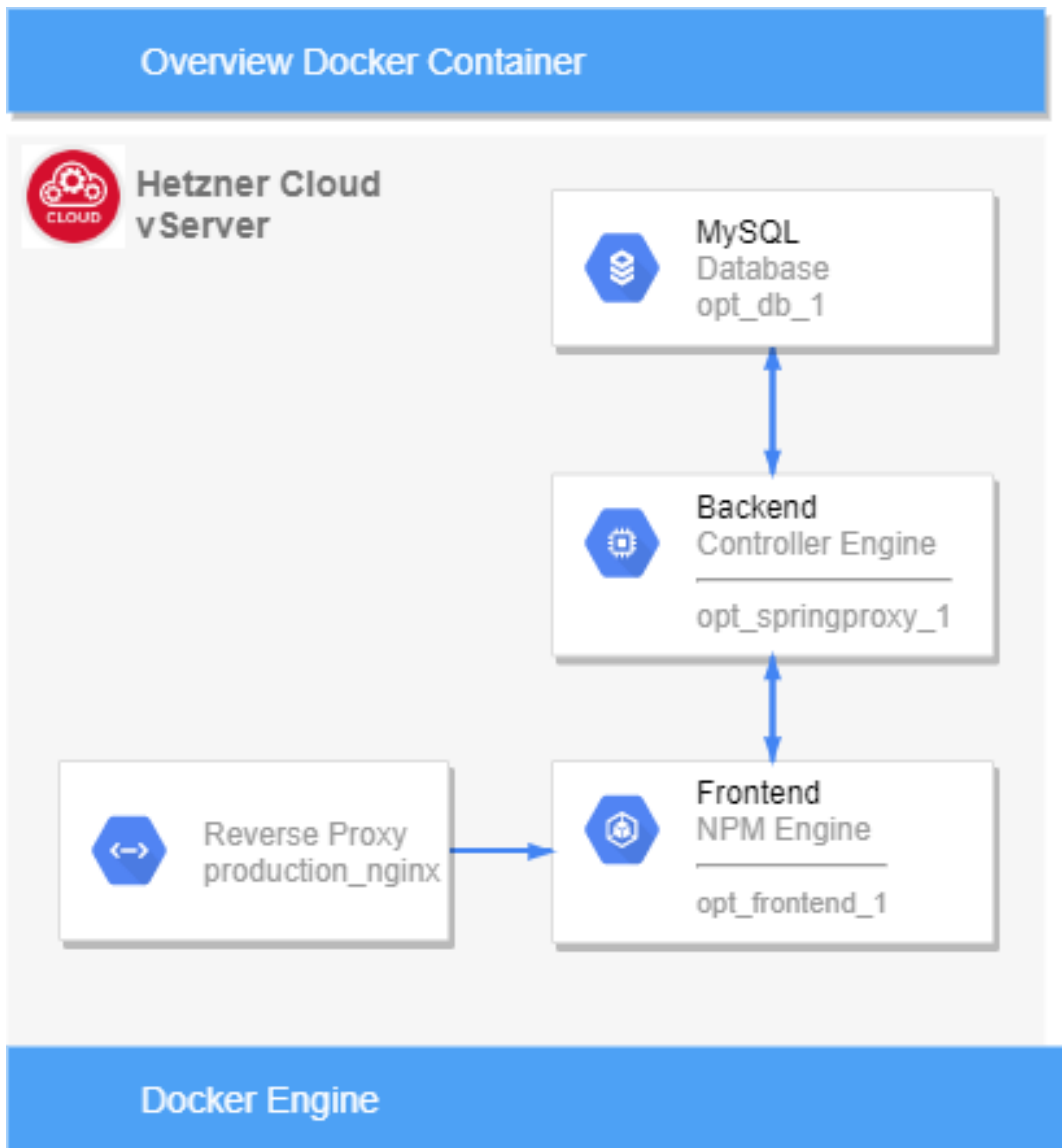 Overview Docker Container
CLOUD
Hetzner Cloud
vServer
MySQL
Database
opt_db_1
Backend
Controller Engine
opt_springproxy_1
Reverse Proxy
production_nginx
Frontend
NPM Engine
opt_frontend_1
Docker Engine